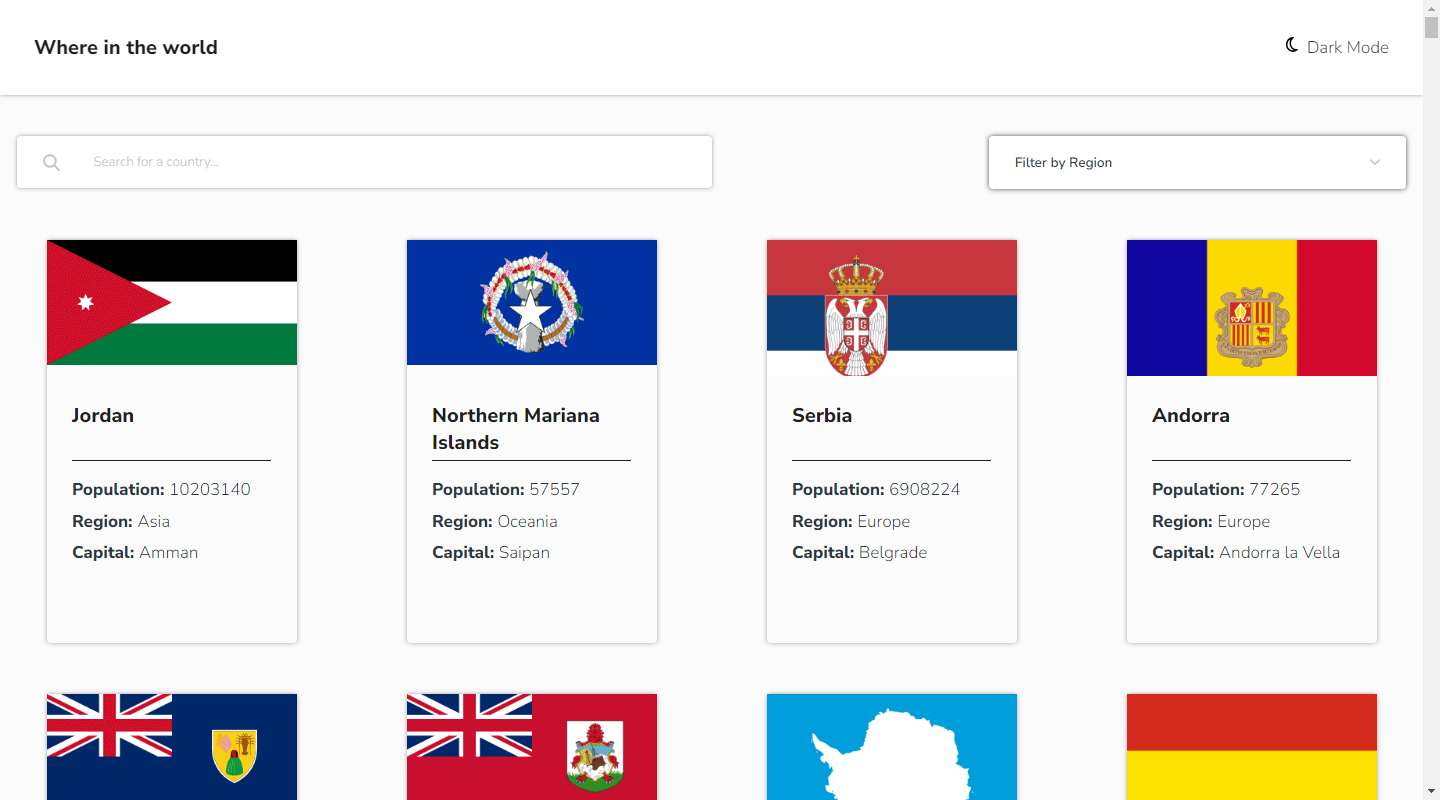 Where in the world
Dark Mode
Search for a country...
Filter by Region
Jordan
Population: 10203140
Region: Asia
Capital: Amman
Northern Mariana
Islands
Population: 57557
Region: Oceania
Capital: Saipan
Serbia
Population: 6908224
Region: Europe
Capital: Belgrade
Andorra
Population: 77265
Region: Europe
Capital: Andorra la Vella